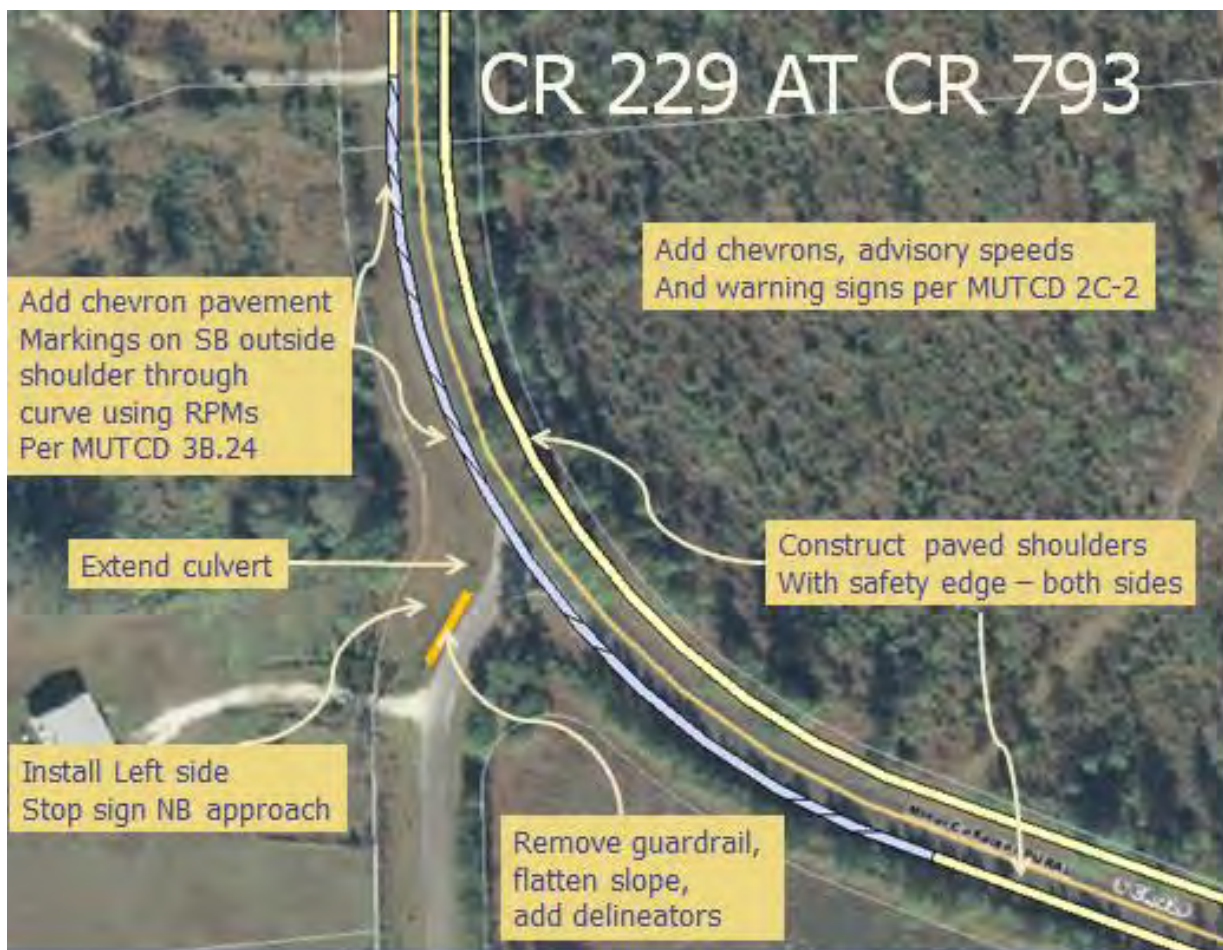 CR 229 AT CR 793
Add chevrons, advisory speeds
And warning signs per MUTCD 2C-2
Add chevron pavement
Markings on SB outside
shoulder through
curve using RPMs
Per MUTCD 3B.24
Construct paved shoulders
With safety edge – both sides
Extend culvert
Install Left side
Stop sign NB approach
Remove guardrail,
flatten slope,
add delineators